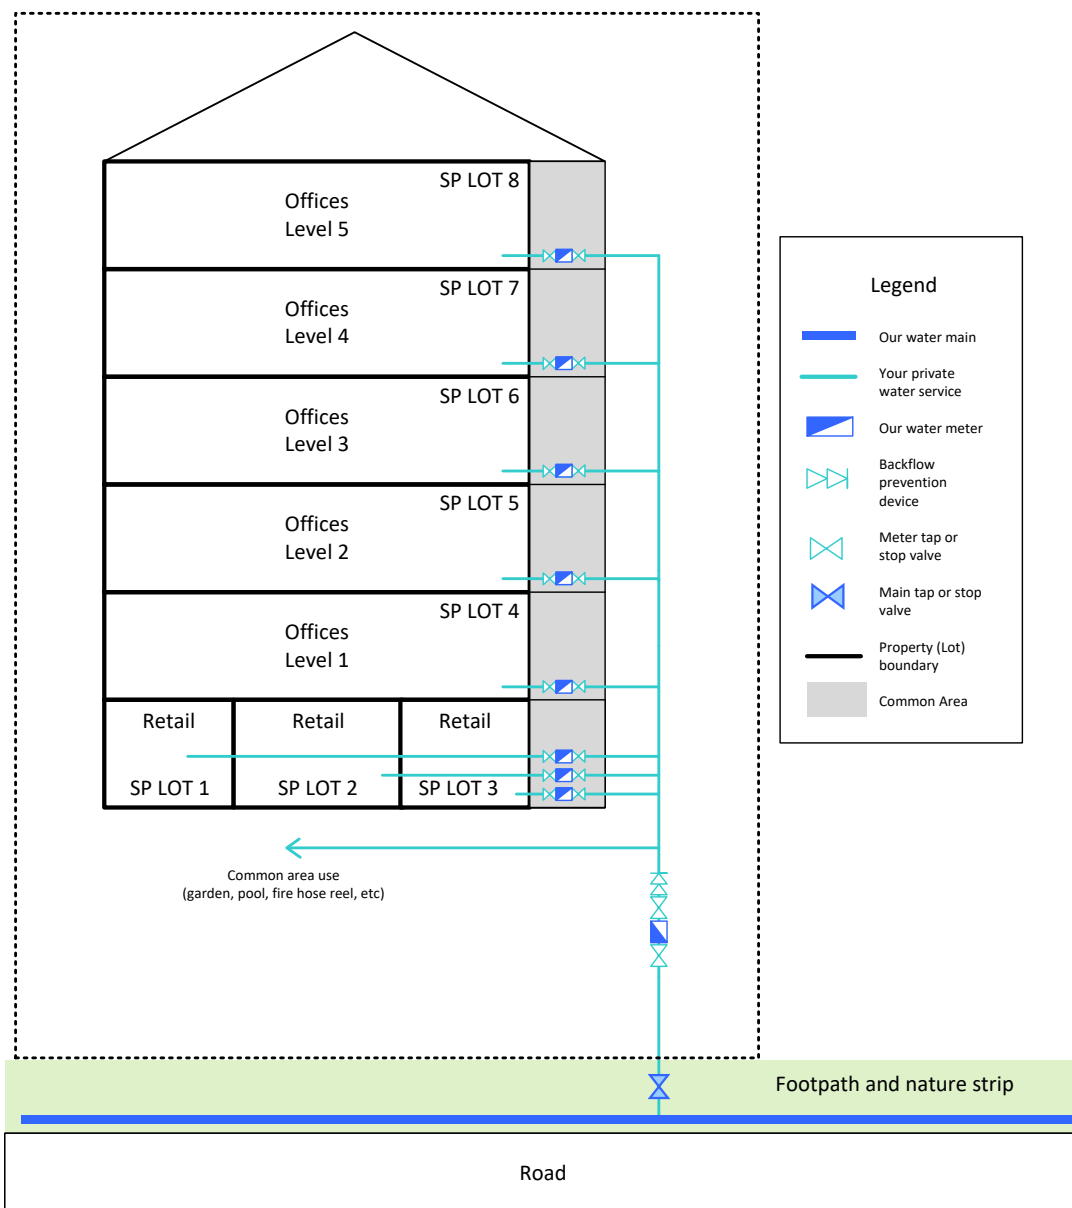 SP LOT 8
Offices
Level 5
SP LOT 7
Offices
Level 4
SP LOT 6
Offices
Level 3
SP LOT 5
Offices
Level 2
SP LOT 4
Offices
Level 1
Retail
Retail
Retail
SP LOT 1
SP LOT 2
SP LOT 3
Common area use
(garden, pool, fire hose reel, etc)
Legend
Our water main
Your private
water service
Our water meter
Backflow
prevention
device
Meter tap or
stop valve
Main tap or stop
valve
Property (Lot)
boundary
Common Area
Footpath and nature strip
Road